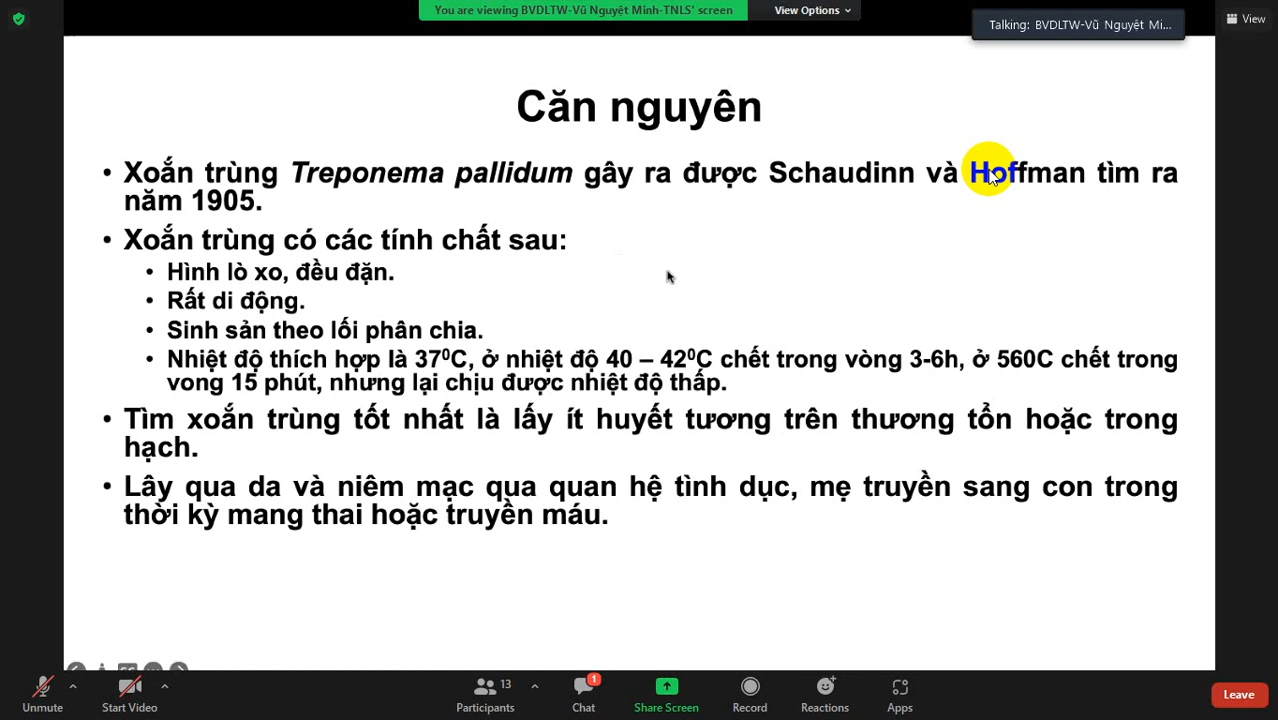 You are viewing BVDLTW-Vũ Nguyệt Minh-TNLS' screen
View Options
Talking: BVDLTW-Vũ Nguyệt Mi...
View
Căn nguyên
• Xoắn trùng Treponema pallidum gây ra được Schaudinn và Hoffman tìm ra
năm 1905.
• Xoắn trùng có các tính chất sau:
• Hình lò xo, đều đặn.
• Rất di động.
• Sinh sản theo lối phân chia.
• Nhiệt độ thích hợp là 37⁰C, ở nhiệt độ 40 – 42⁰C chết trong vòng 3-6h, ở 560C chết trong
vong 15 phút, nhưng lại chịu được nhiệt độ thấp.
• Tìm xoắn trùng tốt nhất là lấy ít huyết tương trên thương tổn hoặc trong
hạch.
• Lây qua da và niêm mạc qua quan hệ tình dục, mẹ truyền sang con trong
thời kỳ mang thai hoặc truyền máu.
13
1
Unmute
Start Video
Participants
Chat
Share Screen
Record
Reactions
Apps
Leave